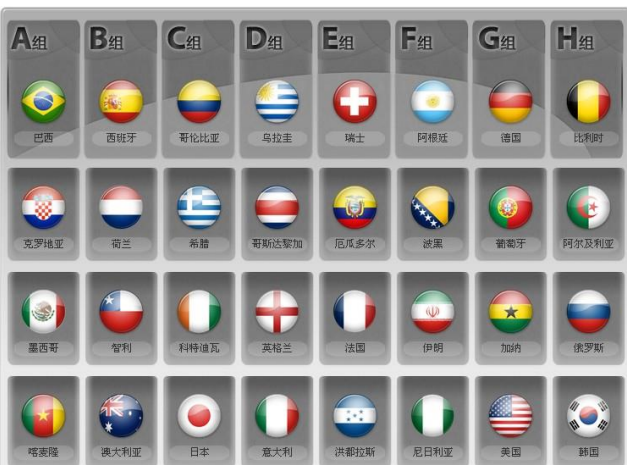 A组 B组 C组 D组 E组 F组 G组 H组
巴西 西班牙 哥伦比亚 乌拉圭 瑞士 阿根廷 德国 比利时
克罗地亚 荷兰 希腊 哥斯达黎加 厄瓜多尔 波黑 葡萄牙 阿尔及利亚
墨西哥 智利 科特迪瓦 英格兰 法国 伊朗 加纳 俄罗斯
喀麦隆 澳大利亚 日本 意大利 洪都拉斯 尼日利亚 美国 韩国